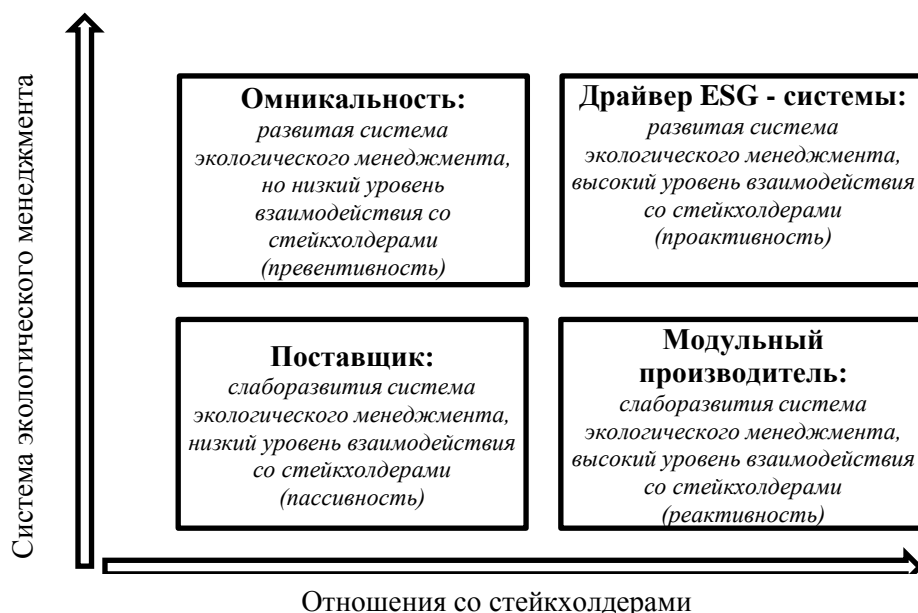 Система экологического менеджмента
Омникальность:
развитая система
экологического менеджмента,
но низкий уровень
взаимодействия со
стейкхолдерами
(превентивность)
Драйвер ESG - системы:
развитая система
экологического менеджмента,
высокий уровень взаимодействия
со стейкхолдерами
(проактивность)
Поставщик:
слаборазвития система
экологического менеджмента,
низкий уровень взаимодействия
со стейкхолдерами
(пассивность)
Модульный
производитель:
слаборазвития система
экологического менеджмента,
высокий уровень взаимодействия
со стейкхолдерами
(реактивность)
Отношения со стейкхолдерами